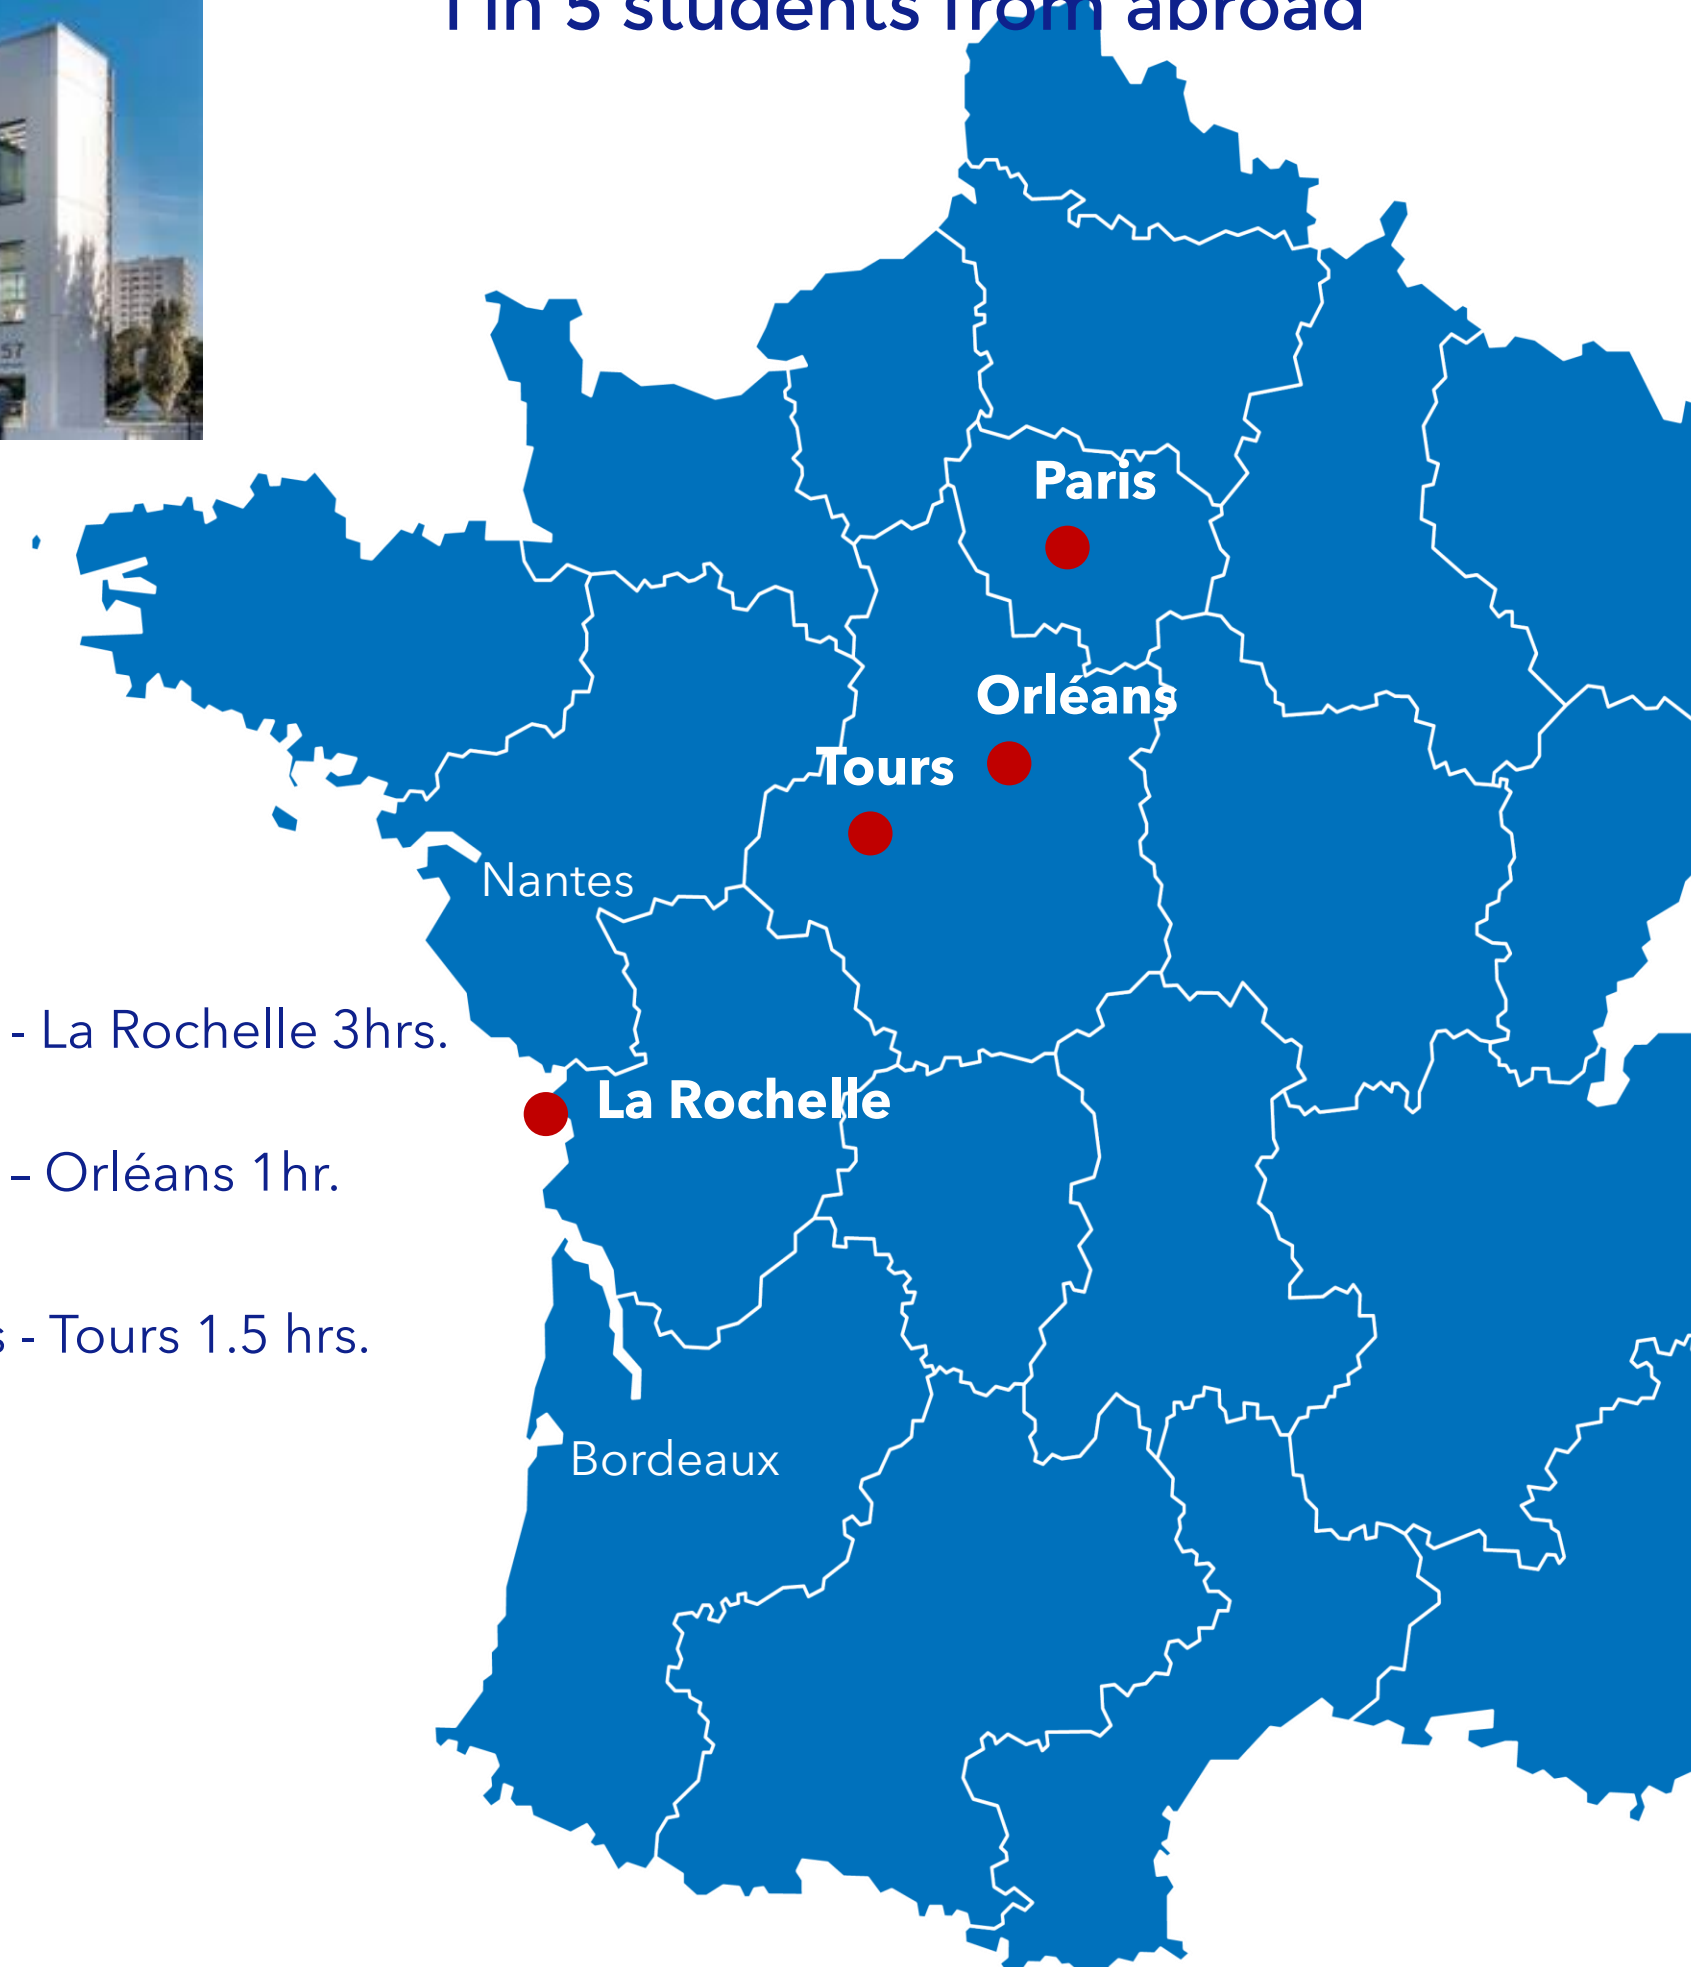 1 in 5 students from abroad
57
Paris
Orléans
Tours
Nantes
- La Rochelle 3hrs.
La Rochelle
– Orléans 1hr.
s - Tours 1.5 hrs.
Bordeaux